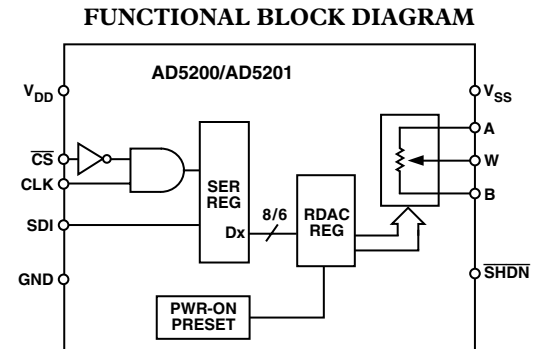 FUNCTIONAL BLOCK DIAGRAM
AD5200/AD5201
VDD
VSS
A
CS
W
CLK
SER
REG
8/6
RDAC
REG
B
SDI
Dx
GND
SHDN
PWR-ON
PRESET